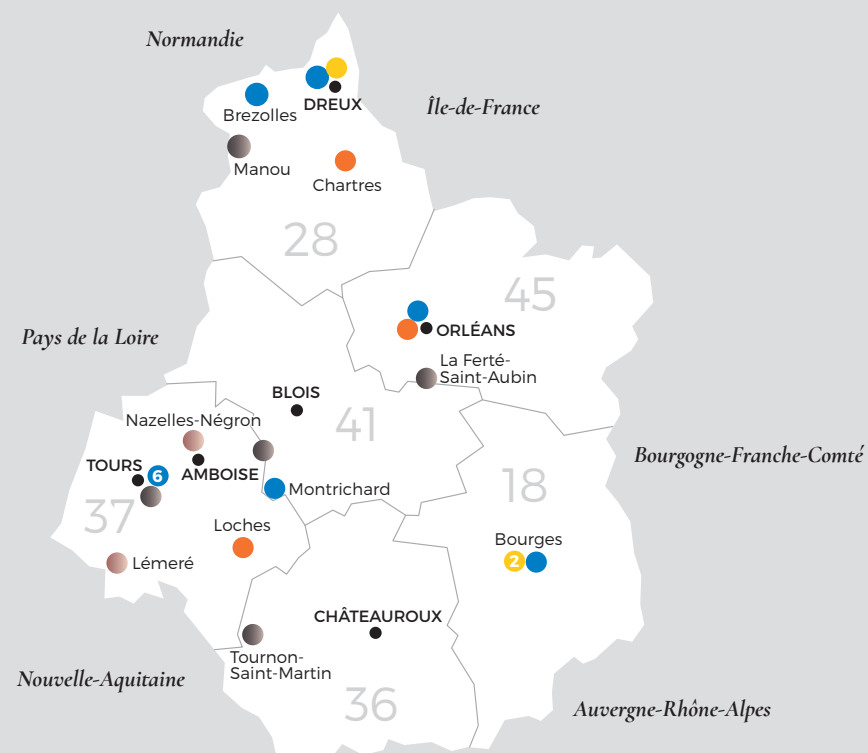 Normandie
DREUX
Île-de-France
Brezolles
Manou
Chartres
28
45
ORLÉANS
Pays de la Loire
La Ferté-
Saint-Aubin
BLOIS
41
Nazelles-Négron
Bourgogne-Franche-Comté
TOURS
6
AMBOISE
18
Montrichard
37
Loches
Bourges
2
Lémeré
CHÂTEAUROUX
Tournon-
Saint-Martin
Nouvelle-Aquitaine
36
Auvergne-Rhône-Alpes